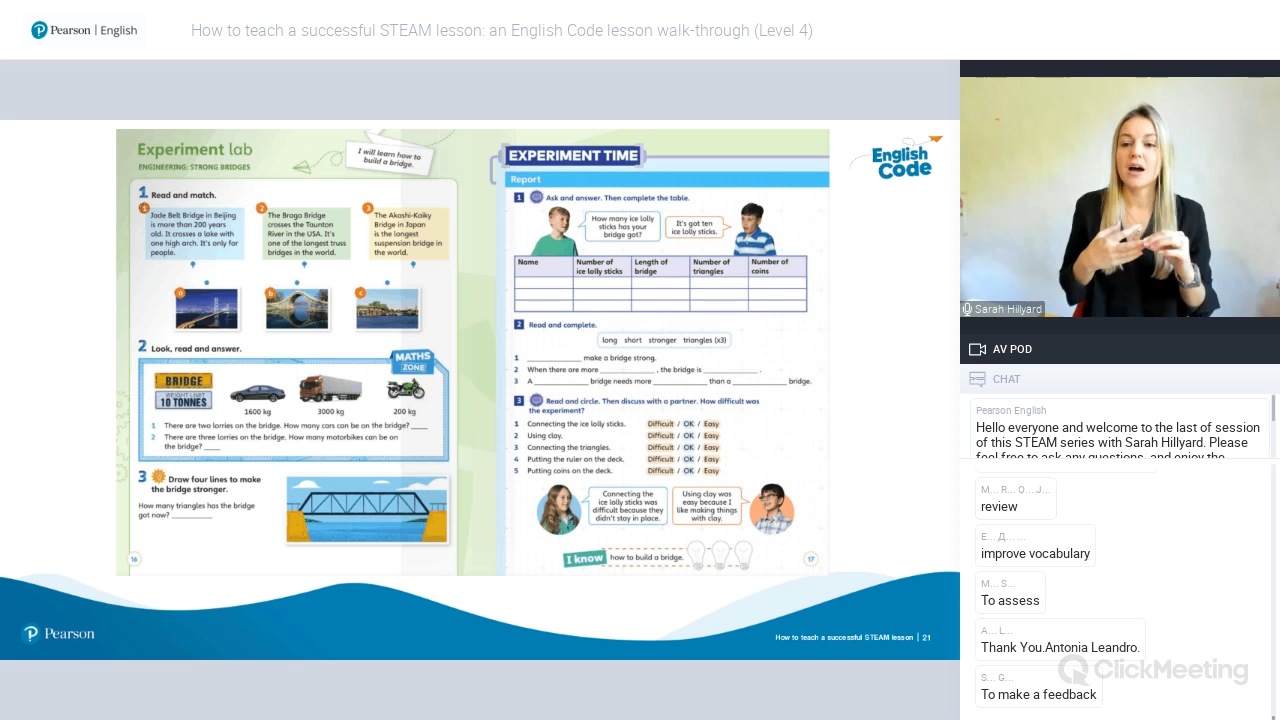 Pearson | English
How to teach a successful STEAM lesson: an English Code lesson walk-through (Level 4)
Experiment lab
ENGINEERING: STRONG BRIDGES
I will learn how to
build a bridge.
1 Read and match.
1
Jade Belt Bridge in Beijing
is more than 200 years
old. It crosses a lake with
one high arch. It's only for
people.
2
The Braga Bridge
crosses the Taunton
River in the USA. It's
one of the longest truss
bridges in the world.
3
The Akashi-Kaiky
Bridge in Japan
is the longest
suspension bridge in
the world.
a
b
c
2 Look, read and answer.
MATHS
ZONE
BRIDGE
WEIGHT LIMIT
10 TONNES
1600 kg
3000 kg
200 kg
1 There are two lorries on the bridge. How many cars can be on the bridge? ____
2 There are three lorries on the bridge. How many motorbikes can be on
the bridge? ____
3 Draw four lines to make
the bridge stronger.
How many triangles has the bridge
got now? __________
16
EXPERIMENT TIME
Report
1 Ask and answer. Then complete the table.
How many ice lolly
sticks has your
bridge got?
It's got ten
ice lolly sticks.
Name
Number of
ice lolly sticks
Length of
bridge
Number of
triangles
Number of
coins
2 Read and complete.
long short stronger triangles (x3)
1 ______________ make a bridge strong.
2 When there are more ______________ , the bridge is ______________ .
3 A ______________ bridge needs more ______________ than a ______________ bridge.
3 Read and circle. Then discuss with a partner. How difficult was
the experiment?
1 Connecting the ice lolly sticks. Difficult / OK / Easy
2 Using clay. Difficult / OK / Easy
3 Connecting the triangles. Difficult / OK / Easy
4 Putting the ruler on the deck. Difficult / OK / Easy
5 Putting coins on the deck. Difficult / OK / Easy
Connecting the
ice lolly sticks was
difficult because they
didn't stay in place.
Using clay was
easy because I
like making things
with clay.
I know how to build a bridge.
17
English
Code
Pearson
How to teach a successful STEAM lesson | 21
Sarah Hillyard
AV POD
CHAT
Pearson English
Hello everyone and welcome to the last of session
of this STEAM series with Sarah Hillyard. Please
feel free to ask any questions, and enjoy the
M... R... O... J...
review
E... Д... ...
improve vocabulaly
M... S...
To assess
A... L...
Thank You.Antonia Leandro.
S... G...
To make a feedback
ClickMeeting